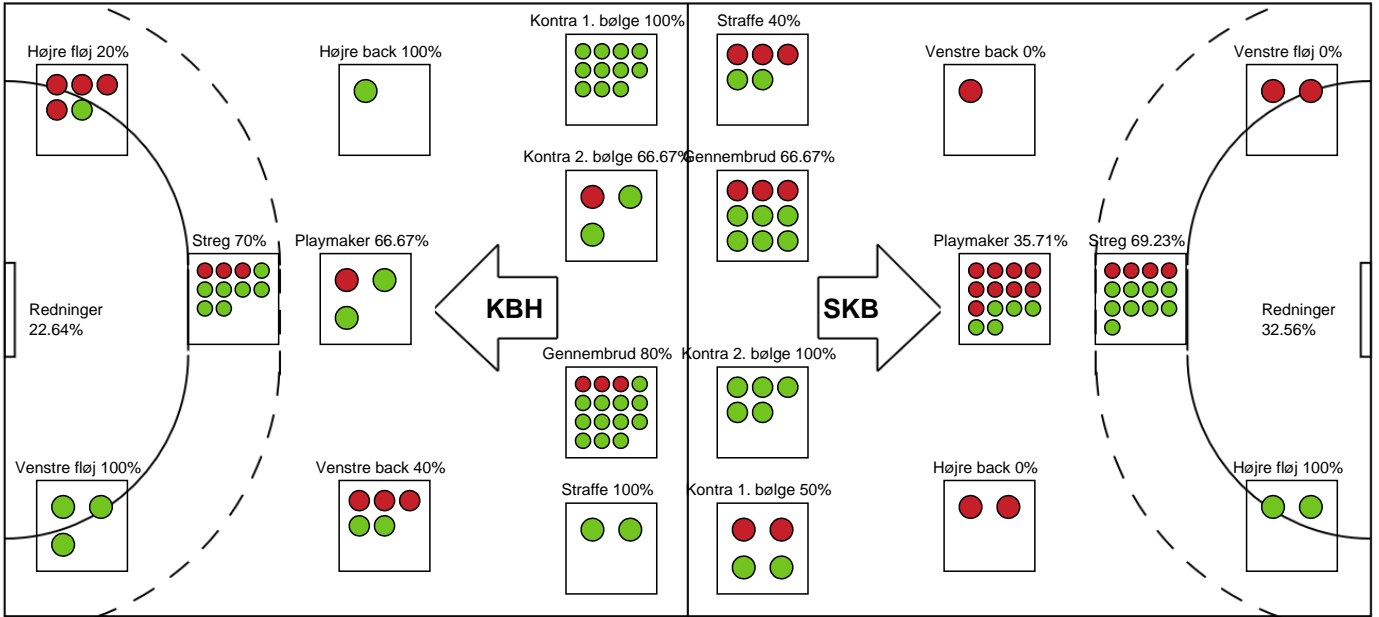 Kontra 1. bølge 100%
Straffe 40%
Højre fløj 20%
Højre back 100%
Venstre back 0%
Venstre fløj 0%
Kontra 2. bølge 66.67%
Gennembrud 66.67%
Streg 70%
Playmaker 66.67%
Playmaker 35.71%
Streg 69.23%
Redninger
22.64%
KBH
SKB
Redninger
32.56%
Gennembrud 80%
Kontra 2. bølge 100%
Venstre fløj 100%
Venstre back 40%
Straffe 100%
Kontra 1. bølge 50%
Højre back 0%
Højre fløj 100%